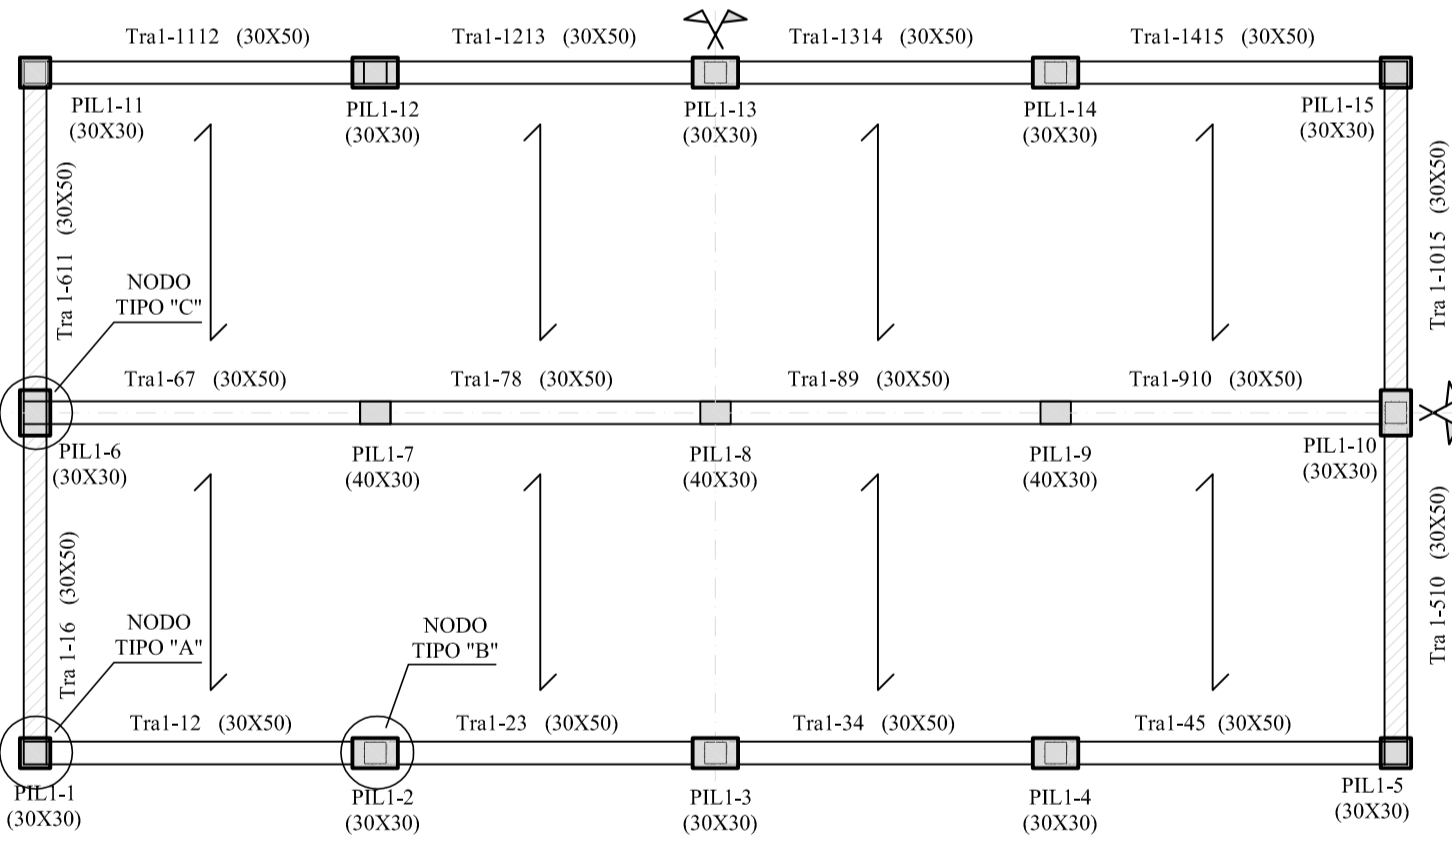 Tra1-1112 (30X50)
Tra1-1213 (30X50)
Tra1-1314 (30X50)
Tra1-1415 (30X50)
PIL1-11
(30X30)
PIL1-12
(30X30)
PIL1-13
(30X30)
PIL1-14
(30X30)
PIL1-15
(30X30)
Tra 1-611 (30X50)
Tra 1-1015 (30X50)
NODO
TIPO "C"
Tra1-67 (30X50)
Tra1-78 (30X50)
Tra1-89 (30X50)
Tra1-910 (30X50)
PIL1-6
(30X30)
PIL1-7
(40X30)
PIL1-8
(40X30)
PIL1-9
(40X30)
PIL1-10
(30X30)
Tra 1-16 (30X50)
Tra 1-510 (30X50)
NODO
TIPO "A"
NODO
TIPO "B"
Tra1-12 (30X50)
Tra1-23 (30X50)
Tra1-34 (30X50)
Tra1-45 (30X50)
PIL1-1
(30X30)
PIL1-2
(30X30)
PIL1-3
(30X30)
PIL1-4
(30X30)
PIL1-5
(30X30)